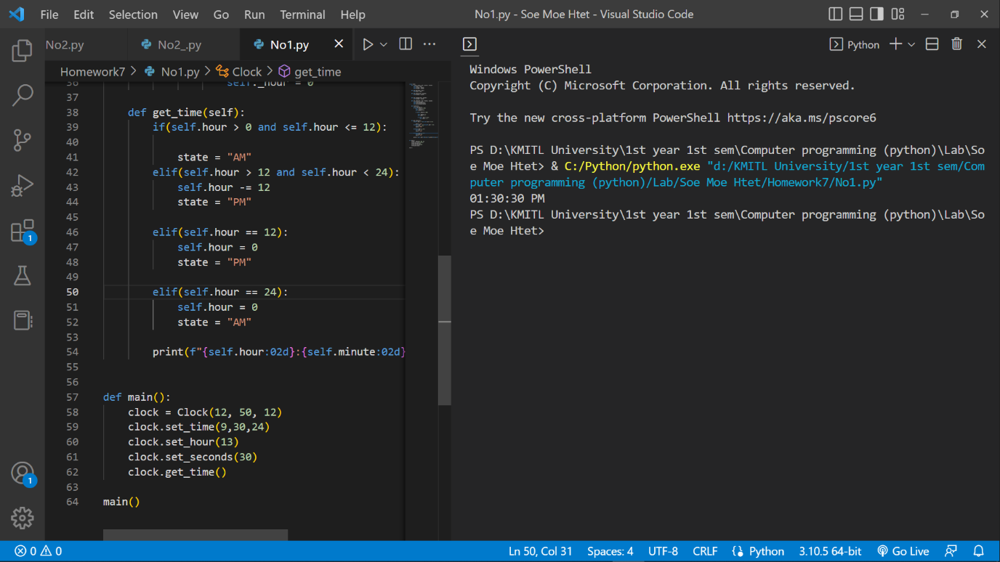 File Edit Selection View Go Run Terminal Help No1.py - Soe Moe Htet - Visual Studio Code
No2.py No2_.py No1.py Python
Homework7 > No1.py > Clock > get_time
36 self._hour = 0
37
38 def get_time(self):
39 if(self.hour > 0 and self.hour <= 12):
40
41 state = "AM"
42 elif(self.hour > 12 and self.hour < 24):
43 self.hour -= 12
44 state = "PM"
45
46 elif(self.hour == 12):
47 self.hour = 0
48 state = "PM"
49
50 elif(self.hour == 24):
51 self.hour = 0
52 state = "AM"
53
54 print(f"{self.hour:02d}:{self.minute:02d}
55
56
57 def main():
58 clock = Clock(12, 50, 12)
59 clock.set_time(9,30,24)
60 clock.set_hour(13)
61 clock.set_seconds(30)
62 clock.get_time()
63
64 main()
Windows PowerShell
Copyright (C) Microsoft Corporation. All rights reserved.
Try the new cross-platform PowerShell https://aka.ms/pscore6
PS D:\KMITL University\1st year 1st sem\Computer programming (python)\Lab\So
e Moe Htet> & C:/Python/python.exe "d:/KMITL University/1st year 1st sem/Com
puter programming (python)/Lab/Soe Moe Htet/Homework7/No1.py"
01:30:30 PM
PS D:\KMITL University\1st year 1st sem\Computer programming (python)\Lab\So
e Moe Htet>
1
1
0 0 Ln 50, Col 31 Spaces: 4 UTF-8 CRLF Python 3.10.5 64-bit Go Live